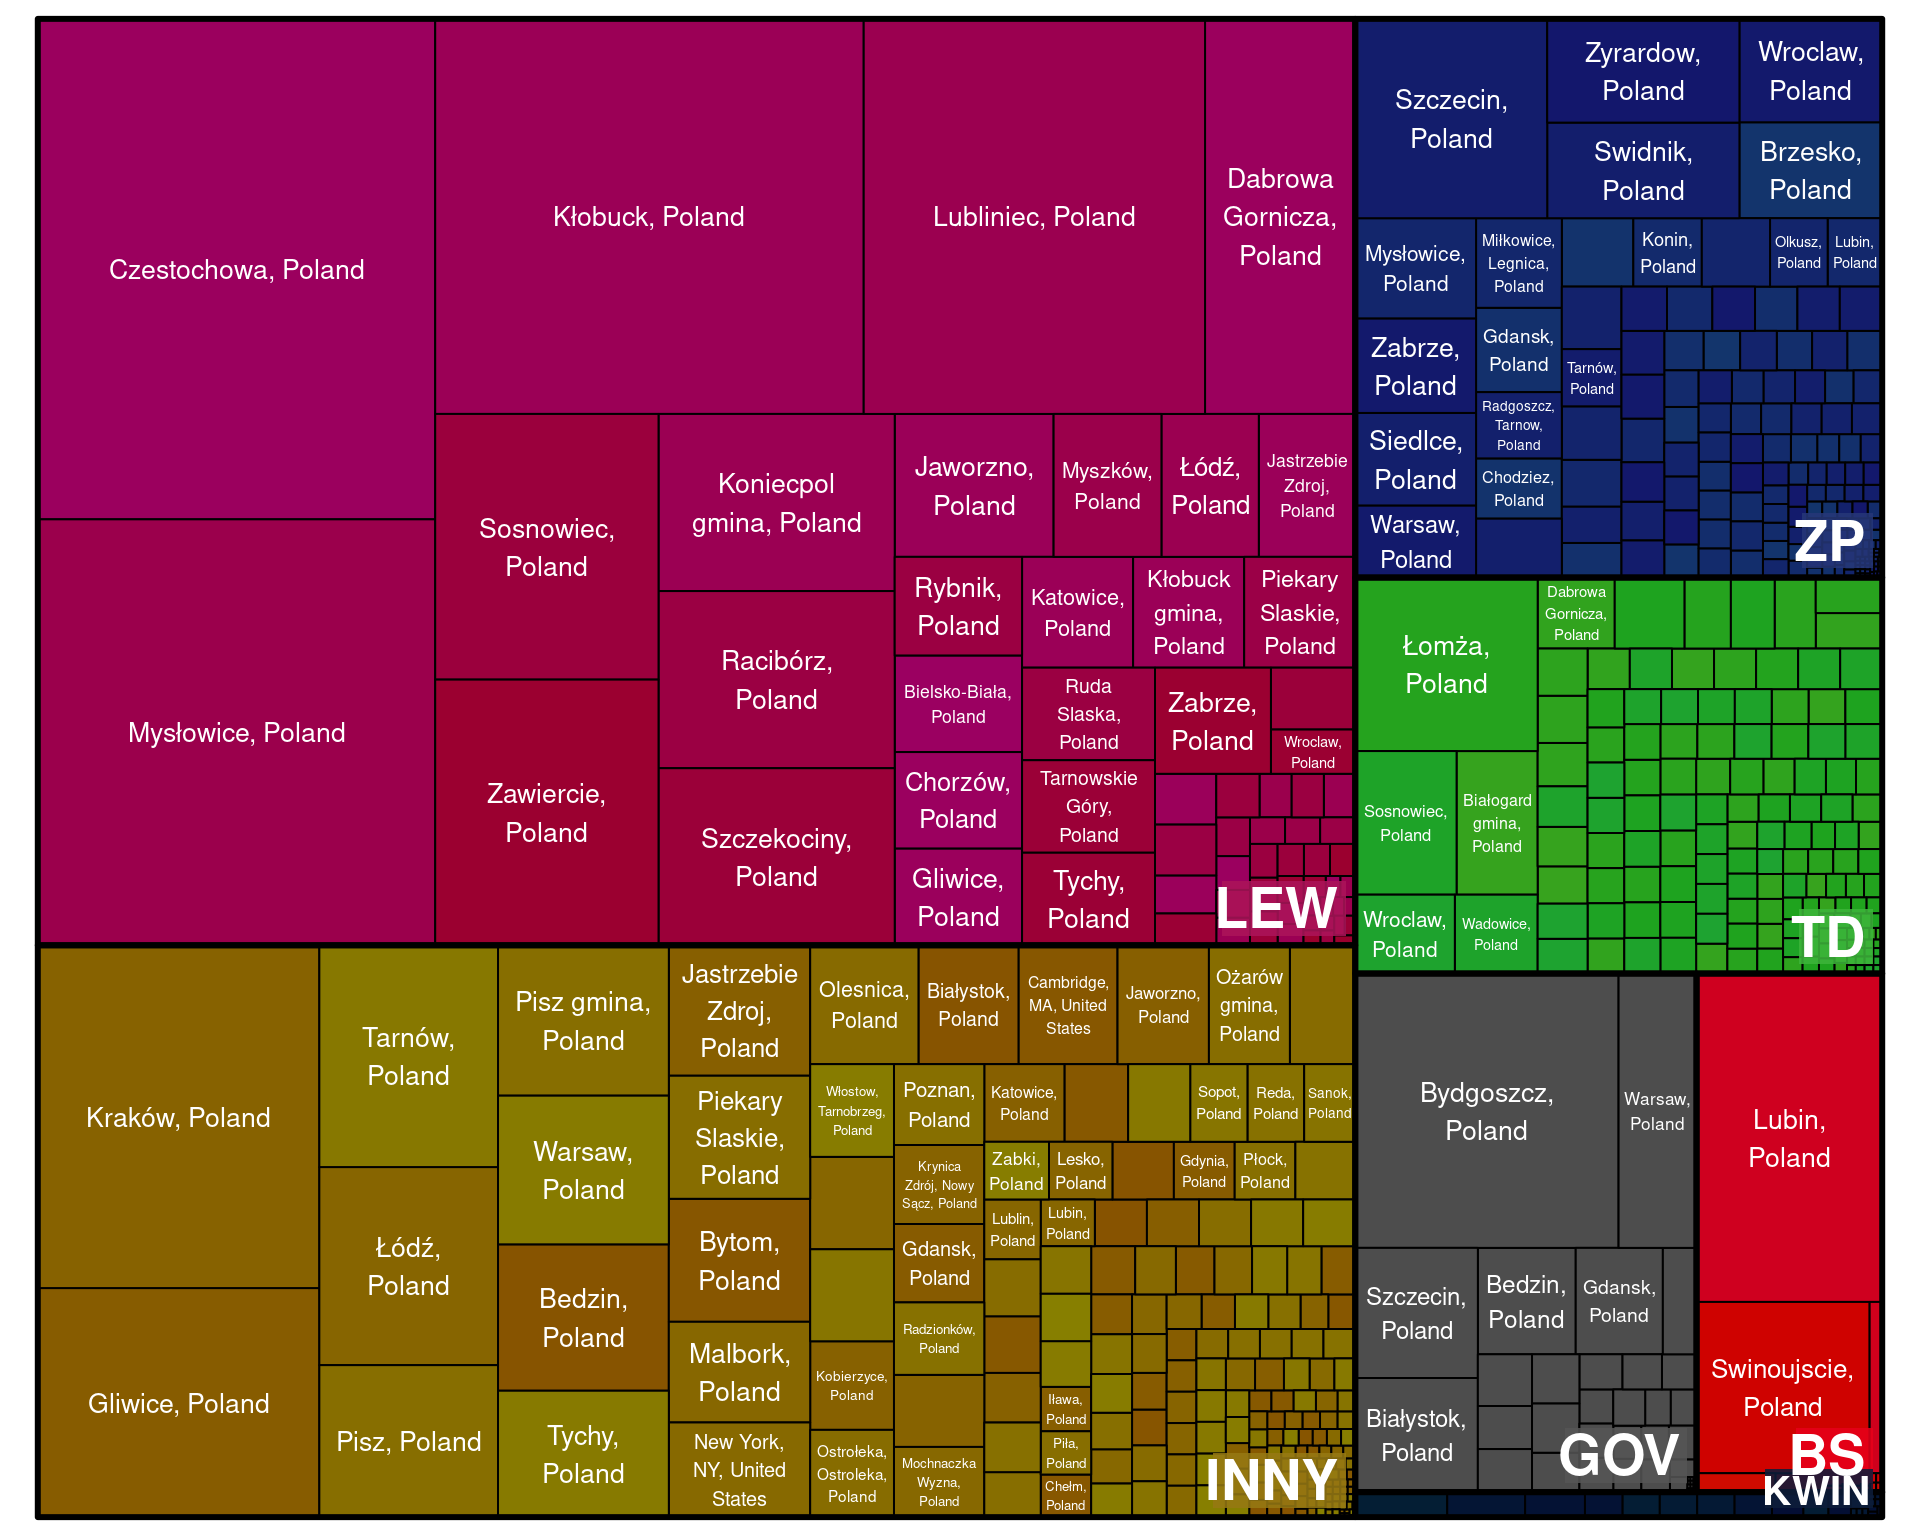 Czestochowa, Poland
Mysłowice, Poland
Kłobuck, Poland
Lubliniec, Poland
Dabrowa
Gornicza,
Poland
Sosnowiec,
Poland
Zawiercie,
Poland
Koniecpol
gmina, Poland
Racibórz,
Poland
Szczekociny,
Poland
Jaworzno,
Poland
Myszków,
Poland
Łódź,
Poland
Jastrzebie
Zdroj,
Poland
Rybnik,
Poland
Katowice,
Poland
Kłobuck
gmina,
Poland
Piekary
Slaskie,
Poland
Bielsko-Biała,
Poland
Chorzów,
Poland
Gliwice,
Poland
Ruda
Slaska,
Poland
Tarnowskie
Góry,
Poland
Tychy,
Poland
Zabrze,
Poland
Wroclaw,
Poland
LEW
Szczecin,
Poland
Zyrardow,
Poland
Wroclaw,
Poland
Swidnik,
Poland
Brzesko,
Poland
Mysłowice,
Poland
Zabrze,
Poland
Siedlce,
Poland
Warsaw,
Poland
Miłkowice,
Legnica,
Poland
Gdansk,
Poland
Radgoszcz,
Tarnow,
Poland
Chodziez,
Poland
Konin,
Poland
Olkusz,
Poland
Lubin,
Poland
Tarnów,
Poland
ZP
Łomża,
Poland
Dabrowa
Gornicza,
Poland
Sosnowiec,
Poland
Białogard
gmina,
Poland
Wroclaw,
Poland
Wadowice,
Poland
TD
Kraków, Poland
Gliwice, Poland
Tarnów,
Poland
Łódź,
Poland
Pisz, Poland
Pisz gmina,
Poland
Warsaw,
Poland
Bedzin,
Poland
Tychy,
Poland
Jastrzebie
Zdroj,
Poland
Piekary
Slaskie,
Poland
Bytom,
Poland
Malbork,
Poland
New York,
NY, United
States
Olesnica,
Poland
Białystok,
Poland
Cambridge,
MA, United
States
Jaworzno,
Poland
Ożarów
gmina,
Poland
Włostow,
Tarnobrzeg,
Poland
Kobierzyce,
Poland
Ostrołeka,
Ostroleka,
Poland
Poznan,
Poland
Krynica
Zdrój, Nowy
Sącz, Poland
Gdansk,
Poland
Radzionków,
Poland
Mochnaczka
Wyzna,
Poland
Katowice,
Poland
Sopot,
Poland
Reda,
Poland
Sanok,
Poland
Zabki,
Poland
Lesko,
Poland
Gdynia,
Poland
Płock,
Poland
Lublin,
Poland
Lubin,
Poland
Iława,
Poland
Piła,
Poland
Chełm,
Poland
INNY
Bydgoszcz,
Poland
Warsaw,
Poland
Szczecin,
Poland
Białystok,
Poland
Bedzin,
Poland
Gdansk,
Poland
GOV
Lubin,
Poland
Swinoujscie,
Poland
BS
KWIN